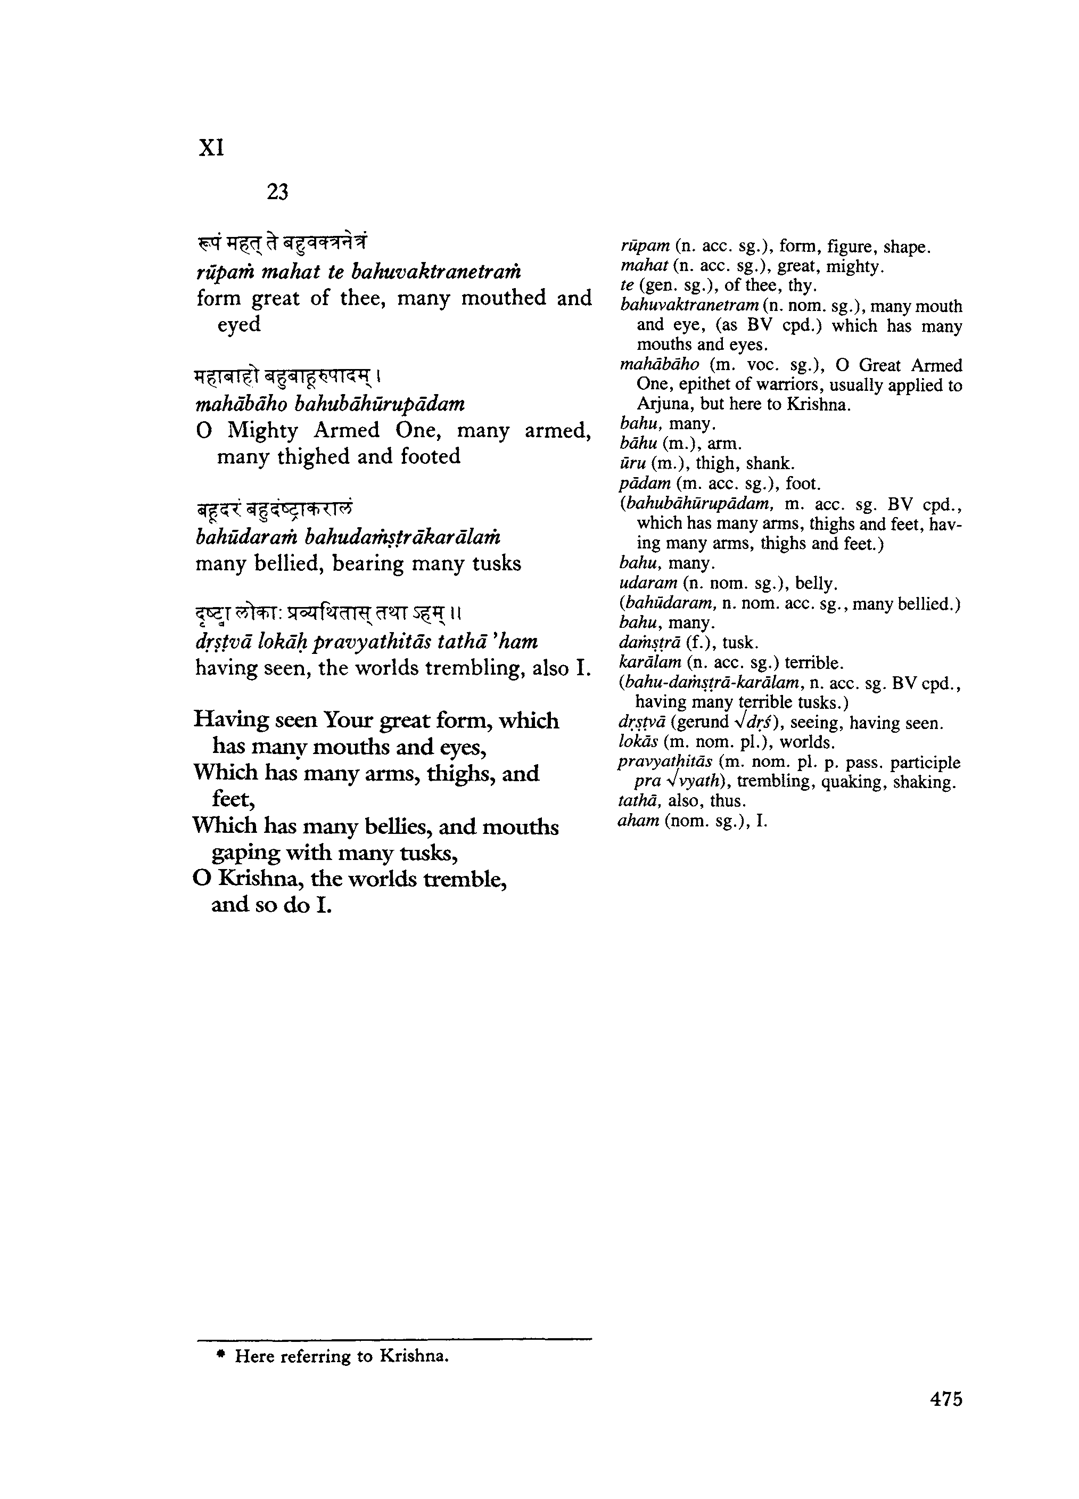 XI
23
रूपं महत् ते बहुवक्त्रनेत्रं
rūpaṁ mahat te bahuvaktranetraṁ
form great of thee, many mouthed and
eyed
महाबाहो बहुबाहूरुपादम् ।
mahābāho bahubāhūrupādam
O Mighty Armed One, many armed,
many thighed and footed
बहूदरं बहुदंष्ट्राकरालं
bahūdaraṁ bahudaṁṣṭrākarālaṁ
many bellied, bearing many tusks
दृष्ट्वा लोकाः प्रव्यथितास् तथा ऽहम् ॥
dṛṣṭvā lokāḥ pravyathitās tathā ’ham
having seen, the worlds trembling, also I.
Having seen Your great form, which
has many mouths and eyes,
Which has many arms, thighs, and
feet,
Which has many bellies, and mouths
gaping with many tusks,
O Krishna, the worlds tremble,
and so do I.
rūpam (n. acc. sg.), form, figure, shape.
mahat (n. acc. sg.), great, mighty.
te (gen. sg.), of thee, thy.
bahuvaktranetram (n. nom. sg.), many mouth
and eye, (as BV cpd.) which has many
mouths and eyes.
mahābāho (m. voc. sg.), O Great Armed
One, epithet of warriors, usually applied to
Arjuna, but here to Krishna.
bahu, many.
bāhu (m.), arm.
ūru (m.), thigh, shank.
pādam (m. acc. sg.), foot.
(bahubāhūrupādam, m. acc. sg. BV cpd.,
which has many arms, thighs and feet, hav-
ing many arms, thighs and feet.)
bahu, many.
udaram (n. nom. sg.), belly.
(bahūdaram, n. nom. acc. sg., many bellied.)
bahu, many.
daṁṣṭrā (f.), tusk.
karālam (n. acc. sg.) terrible.
(bahu-daṁṣṭrā-karālam, n. acc. sg. BV cpd.,
having many terrible tusks.)
dṛṣṭvā (gerund √dṛś), seeing, having seen.
lokās (m. nom. pl.), worlds.
pravyathitās (m. nom. pl. p. pass. participle
pra √vyath), trembling, quaking, shaking.
tathā, also, thus.
aham (nom. sg.), I.
* Here referring to Krishna.
475